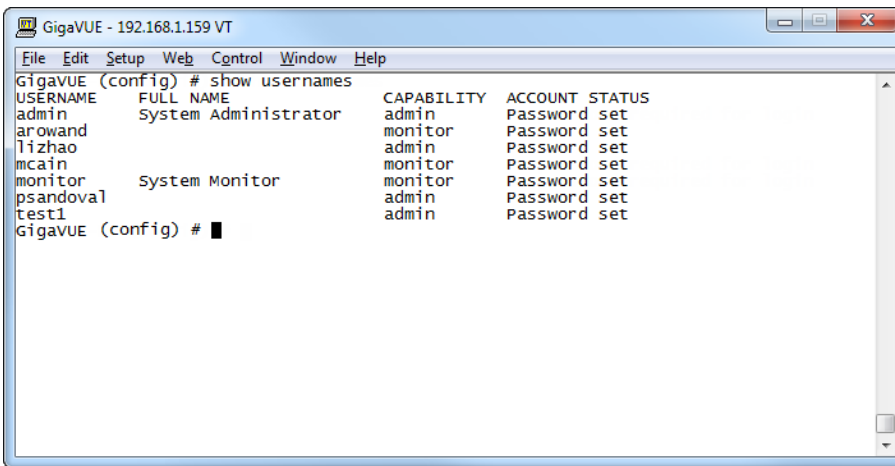 GigaVUE - 192.168.1.159 VT
File Edit Setup Web Control Window Help
GigaVUE (config) # show usernames
USERNAME FULL NAME CAPABILITY ACCOUNT STATUS
admin System Administrator admin Password set
arowand monitor Password set
lizhao admin Password set
mcain monitor Password set
monitor System Monitor monitor Password set
psandoval admin Password set
test1 admin Password set
GigaVUE (config) #